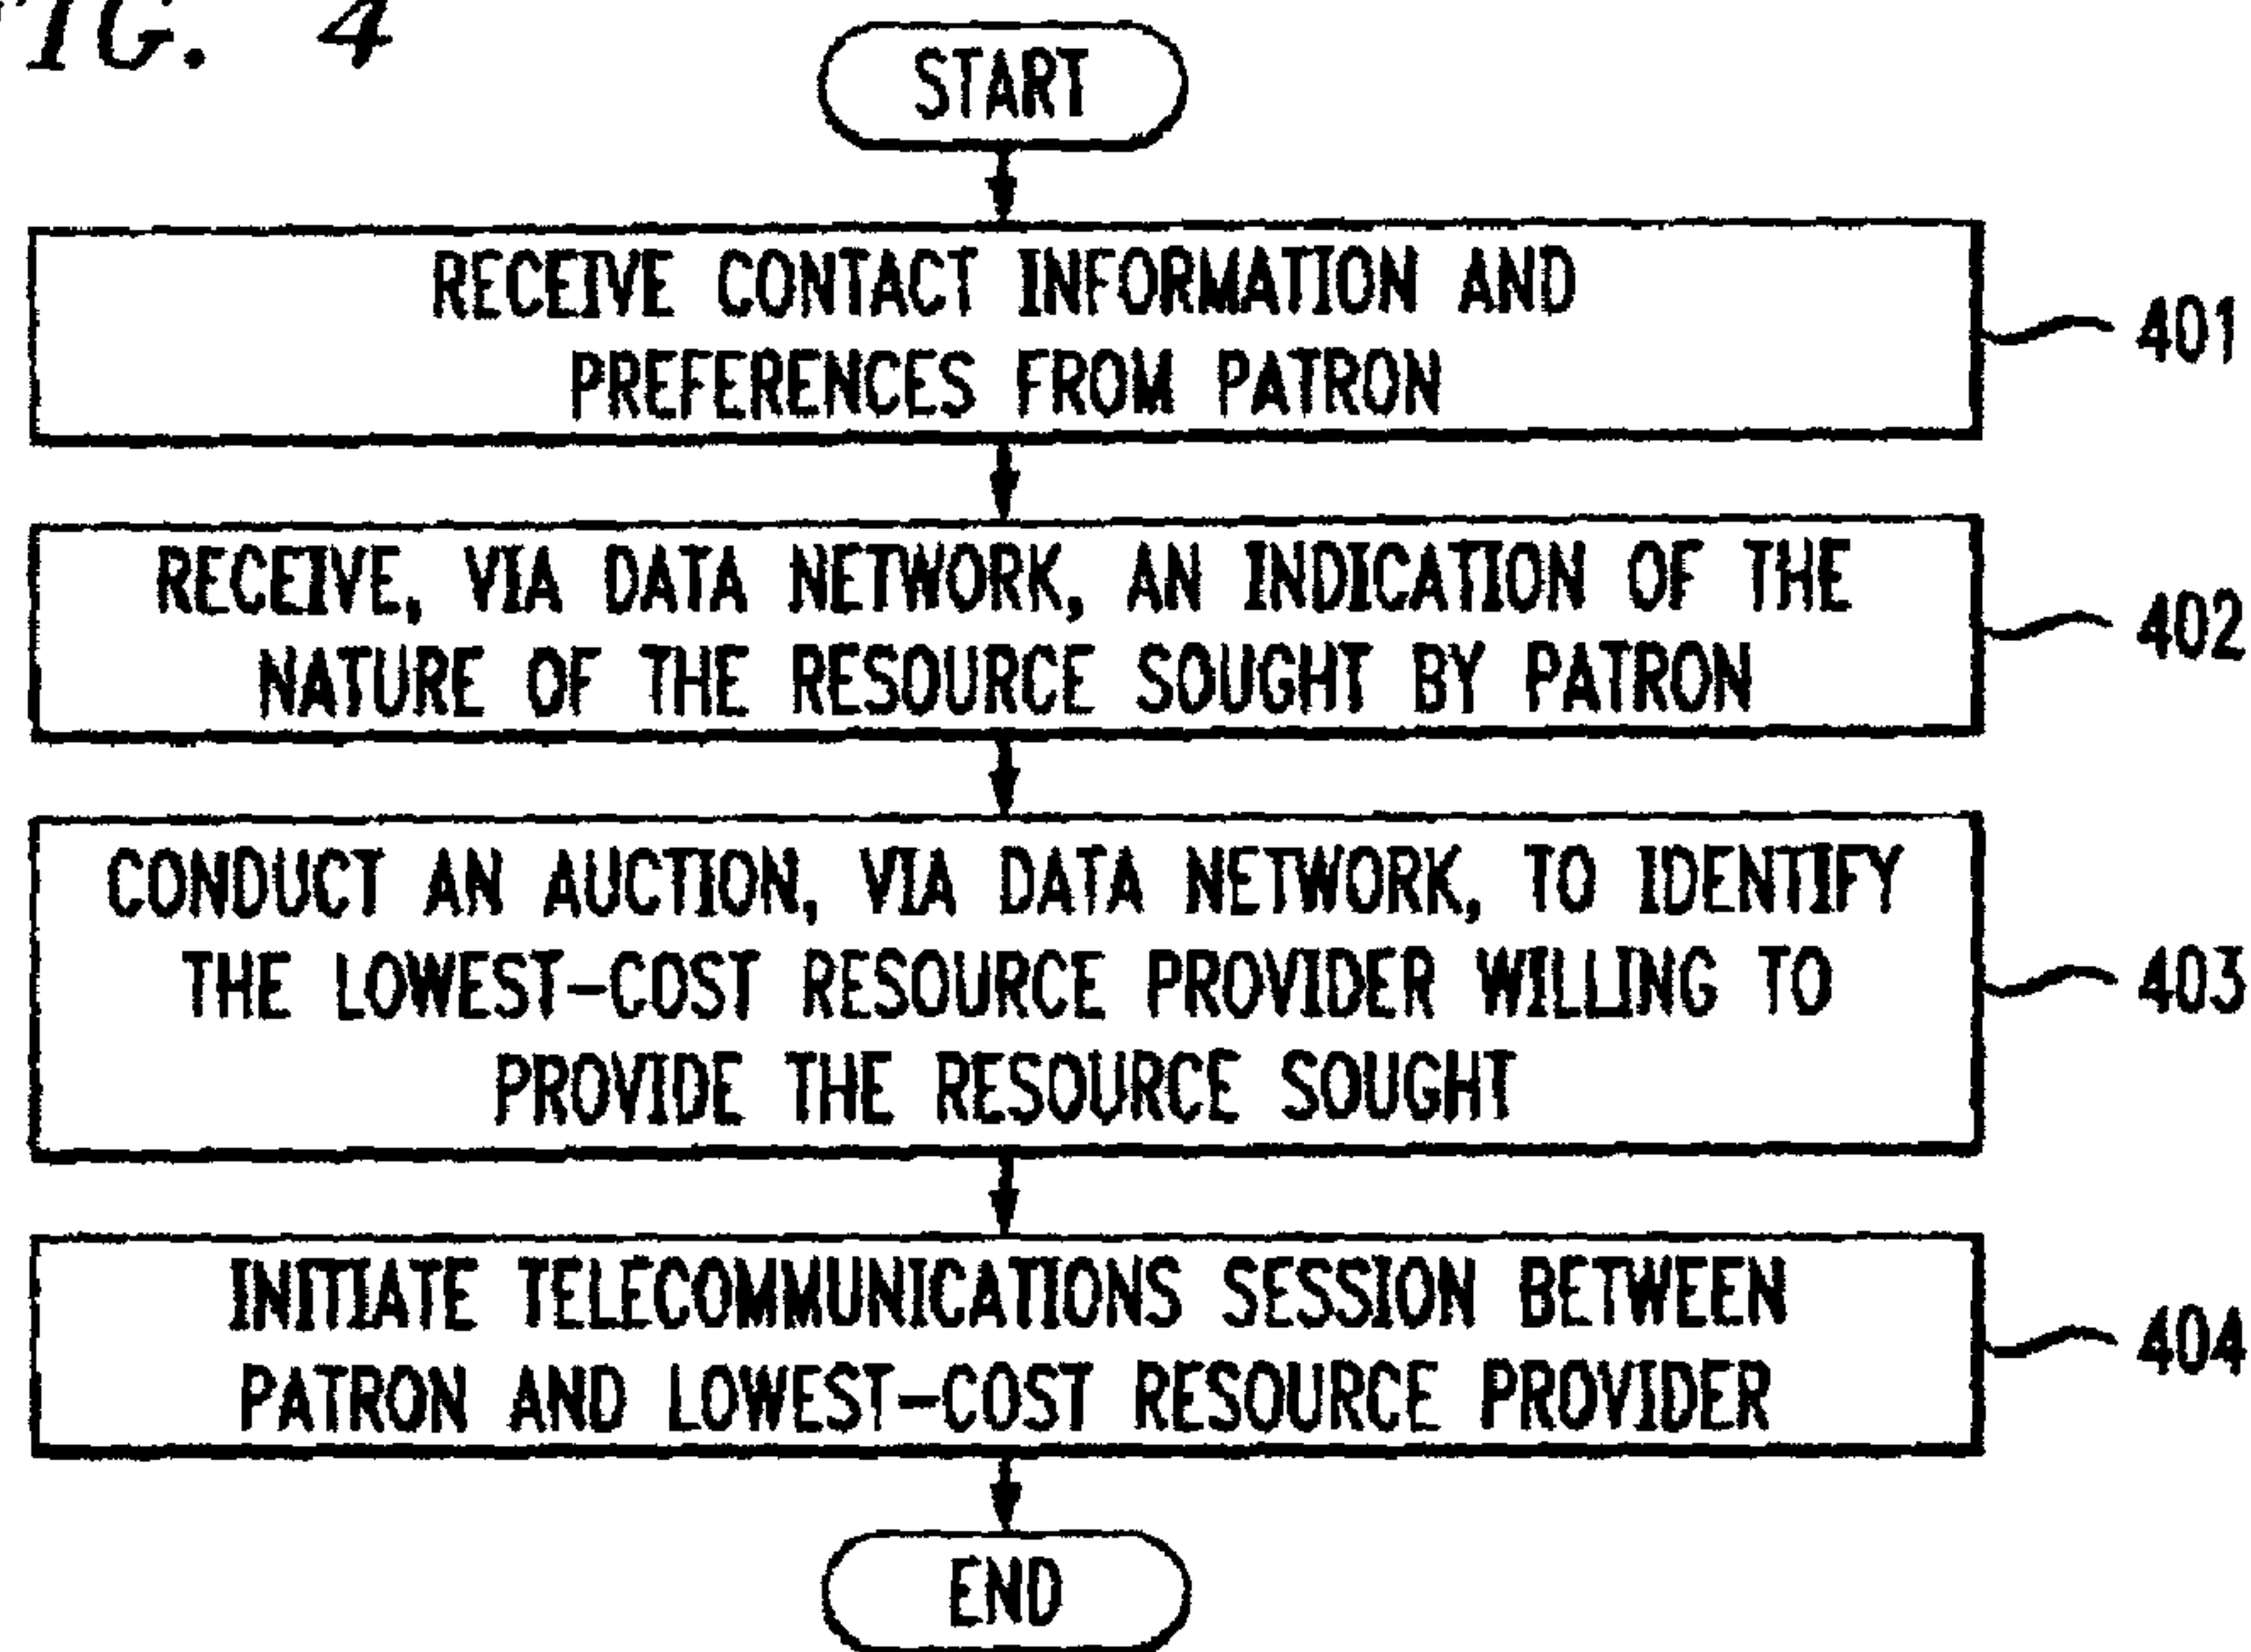 FIG. 4
START
RECEIVE CONTACT INFORMATION AND
PREFERENCES FROM PATRON
401
RECEIVE, VIA DATA NETWORK, AN INDICATION OF THE
NATURE OF THE RESOURCE SOUGHT BY PATRON
402
CONDUCT AN AUCTION, VIA DATA NETWORK, TO IDENTIFY
THE LOWEST-COST RESOURCE PROVIDER WILLING TO
PROVIDE THE RESOURCE SOUGHT
403
INITIATE TELECOMMUNICATIONS SESSION BETWEEN
PATRON AND LOWEST-COST RESOURCE PROVIDER
404
END